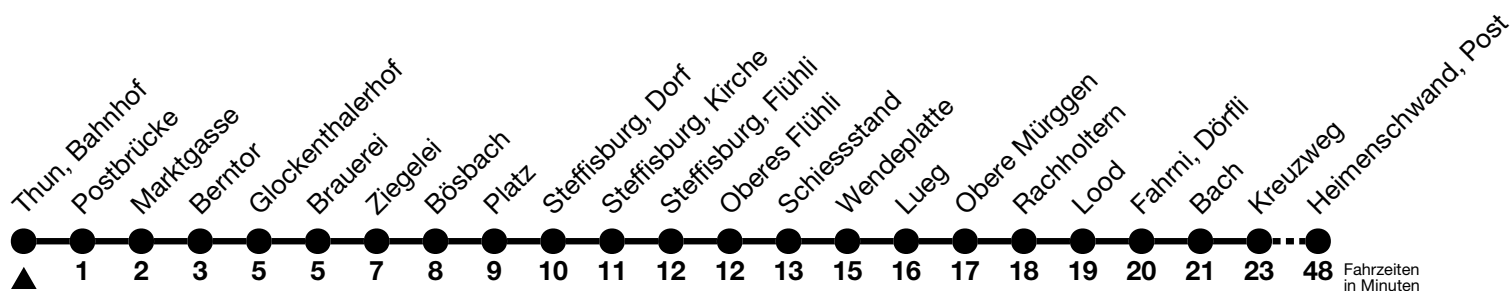 Thun, Bahnhof
Postbrücke
Marktgasse
Berntor
Glockenthalerhof
Brauerei
Ziegelei
Bösbach
Platz
Steffisburg, Dorf
Steffisburg, Kirche
Steffisburg, Flühli
Oberes Flühli
Schiessstand
Wendeplatte
Lueg
Obere Mürggen
Rachholtern
Lood
Fahrni, Dörfli
Bach
Kreuzweg
Heimenschwand, Post
1 2 3 5 5 7 8 9 10 11 12 12 13 15 16 17 18 19 20 21 23 48 Fahrzeiten
in Minuten